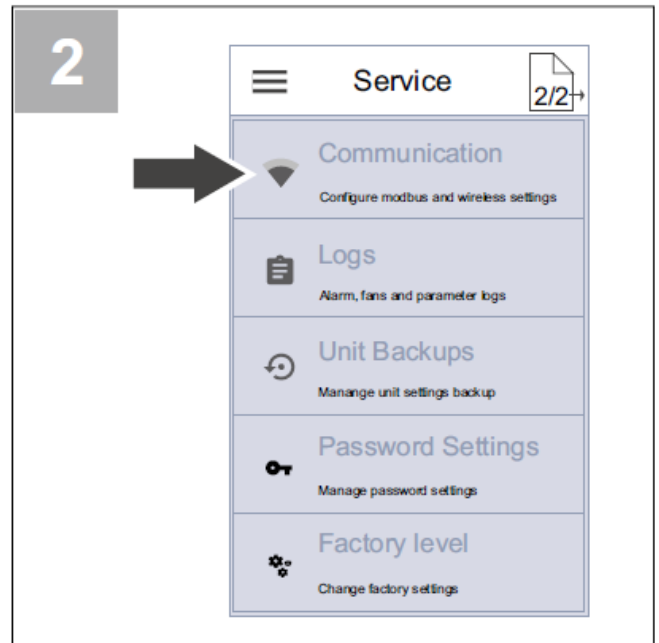 2
Service
2/2
Communication
Configure modbus and wireless settings
Logs
Alarm, fans and parameter logs
Unit Backups
Manange unit settings backup
Password Settings
Manage password settings
Factory level
Change factory settings